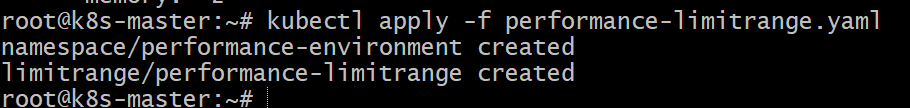 root@k8s-master:~# kubectl apply -f performance-limitrange.yaml
namespace/performance-environment created
limitrange/performance-limitrange created
root@k8s-master:~#